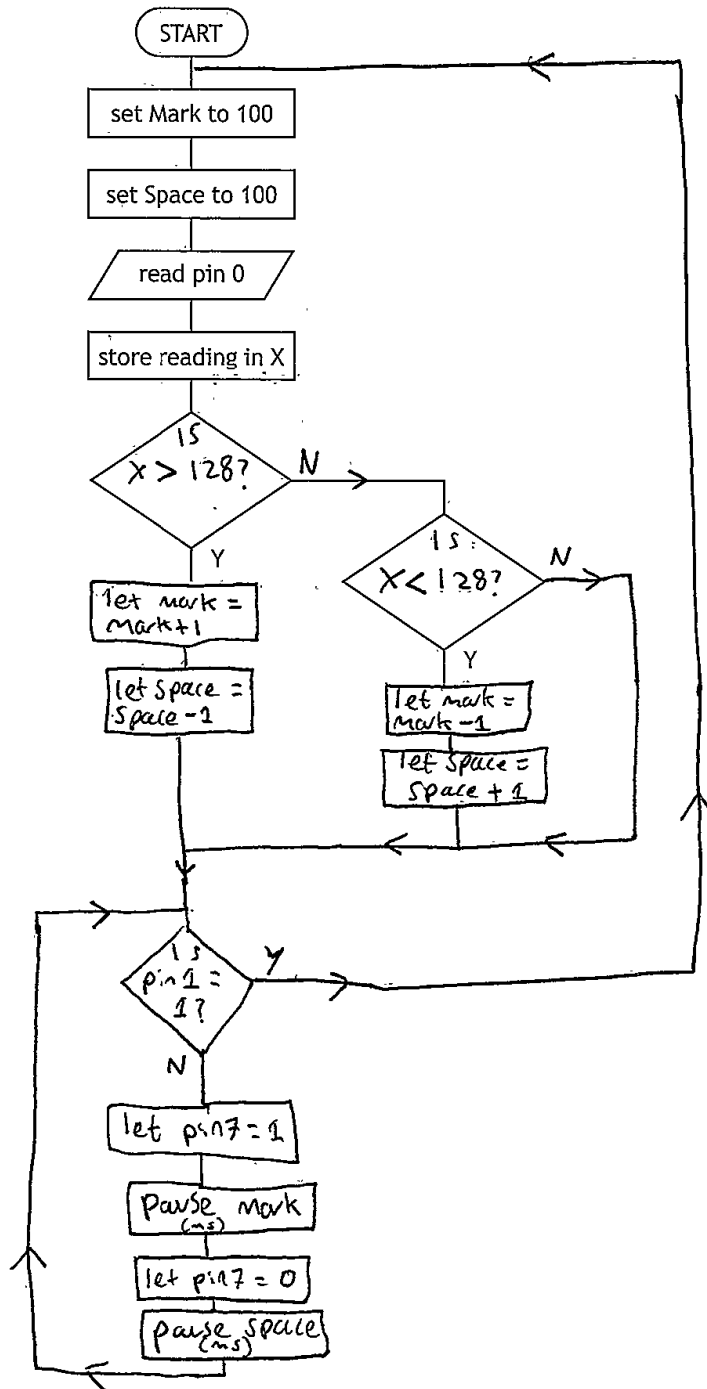 START
set Mark to 100
set Space to 100
read pin 0
store reading in X
Is
X > 128?
N
Y
let mark =
mark+1
let space =
space-1
Is
X < 128?
N
Y
let mark =
mark-1
let space =
space + 1
Is
pin1 =
1?
Y
N
let pin7 = 1
pause mark
(ms)
let pin7 = 0
pause space
(ms)